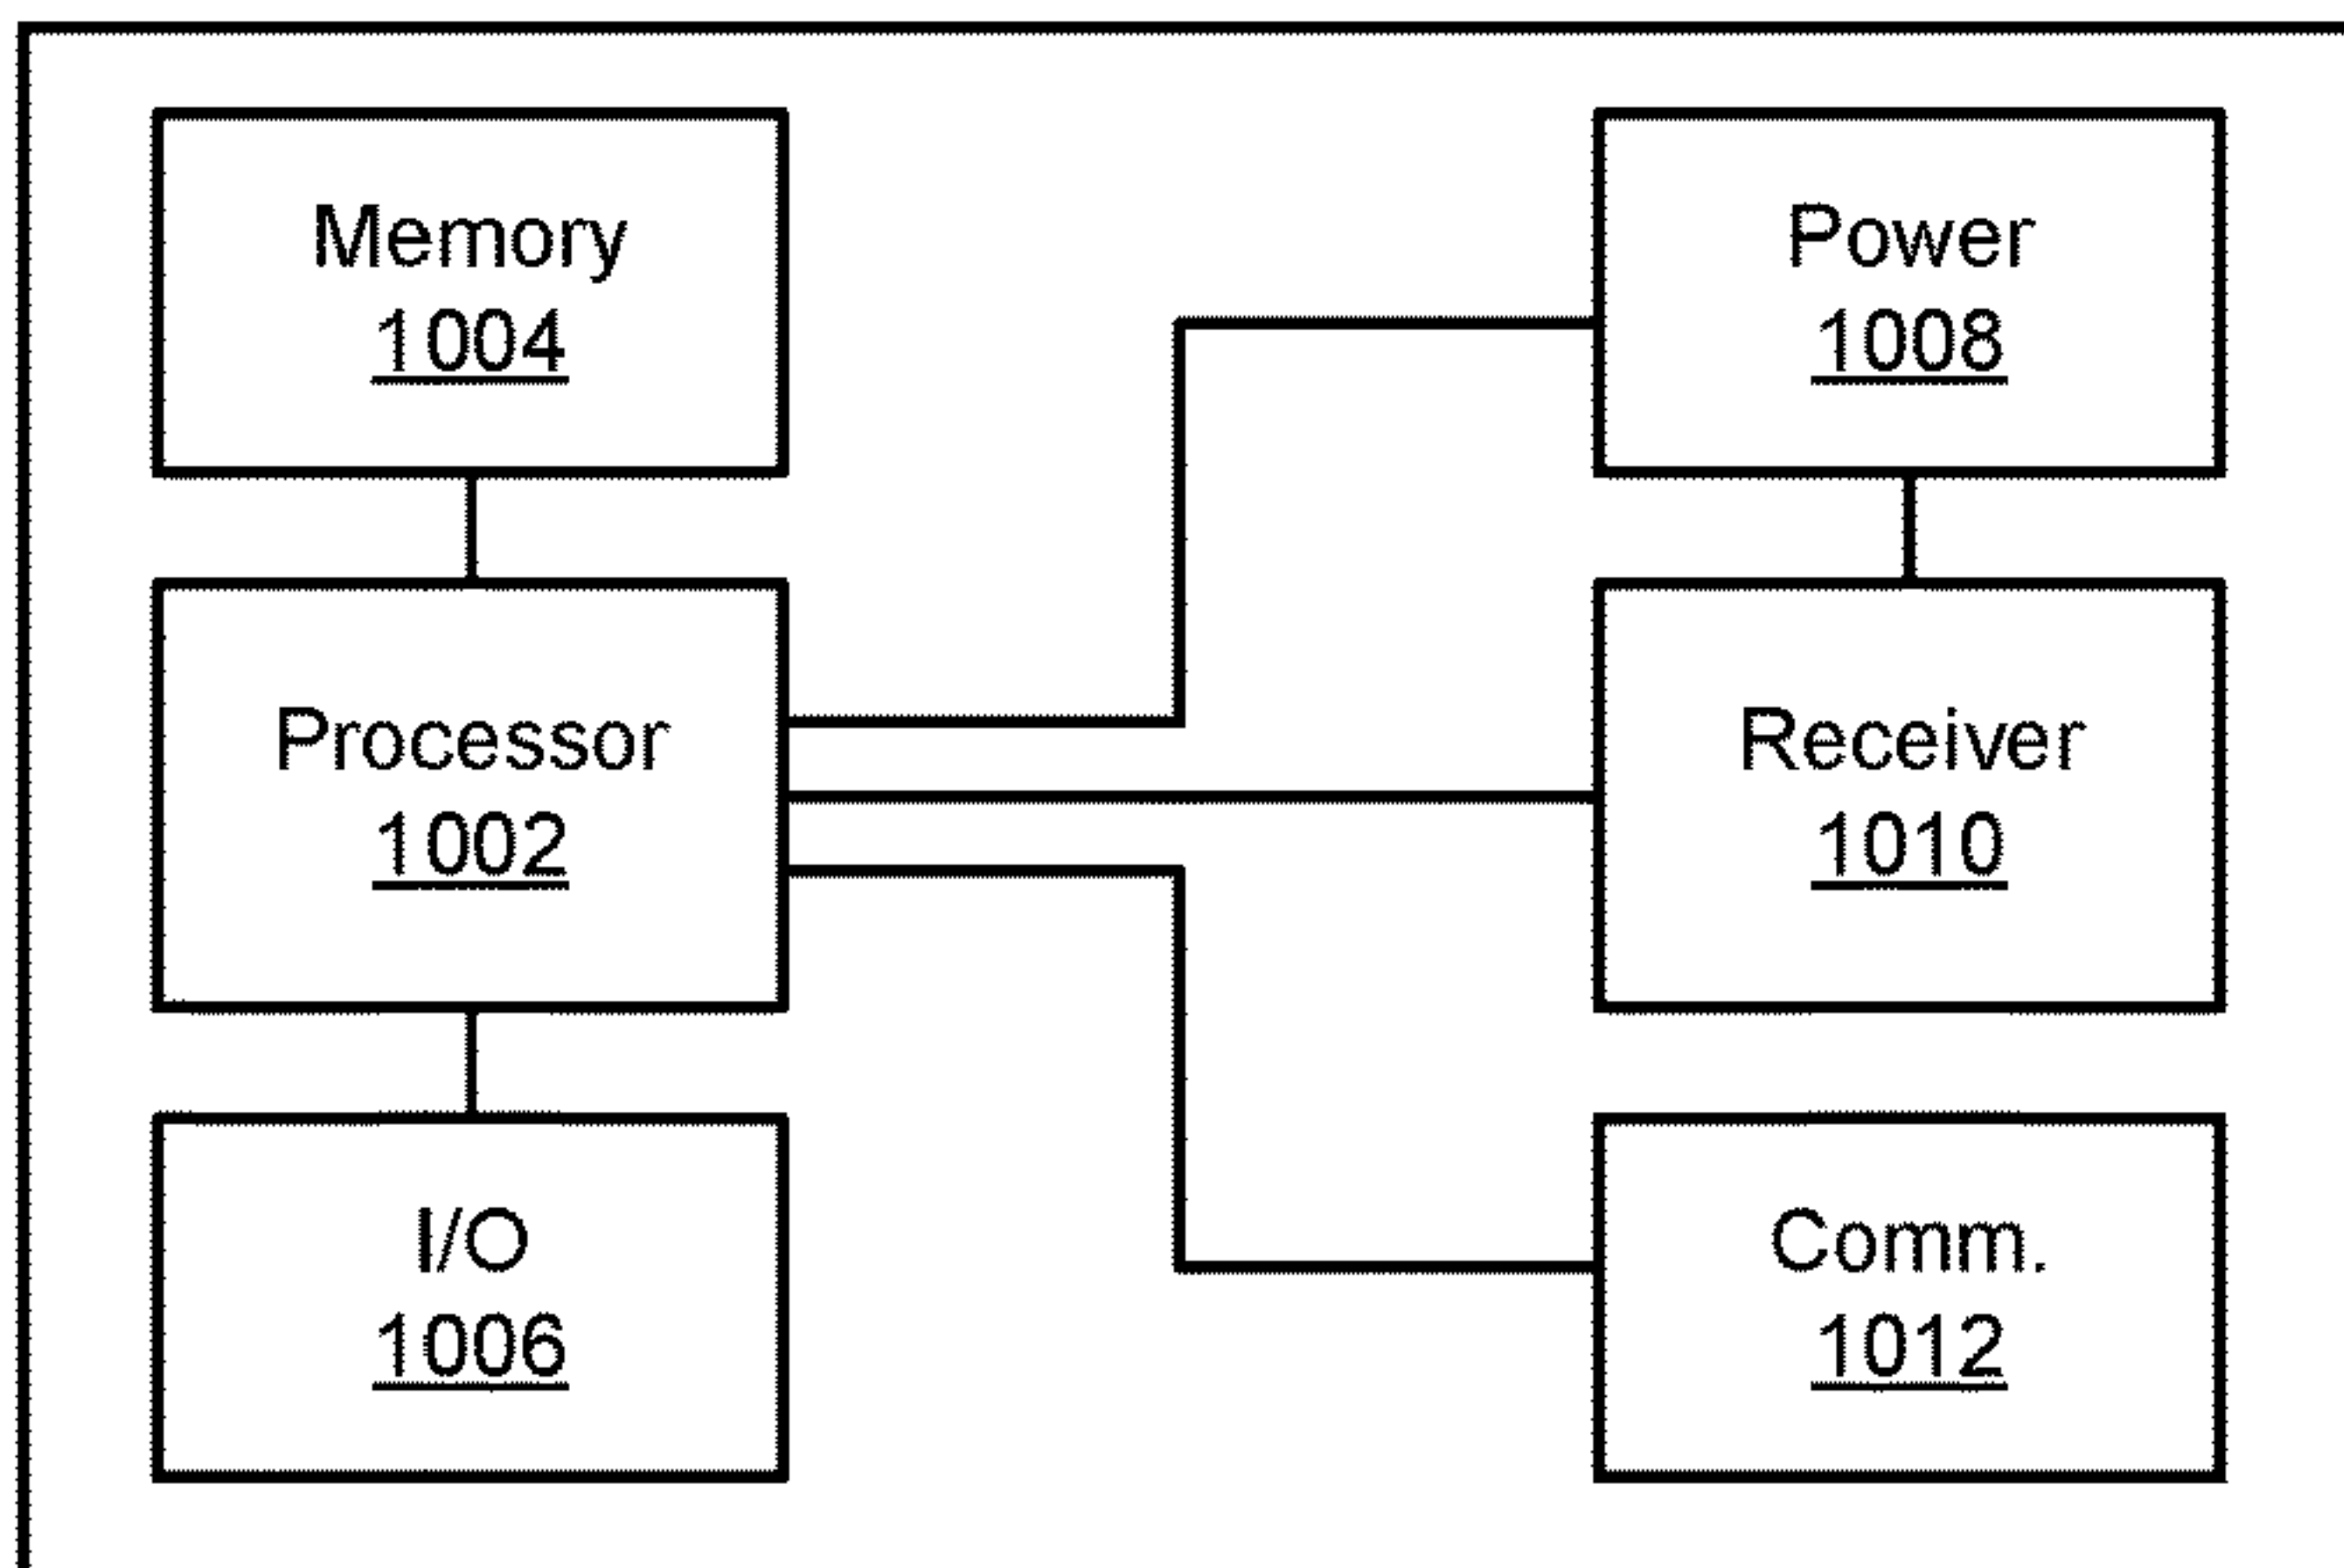 Memory
1004
Power
1008
Processor
1002
Receiver
1010
I/O
1006
Comm.
1012